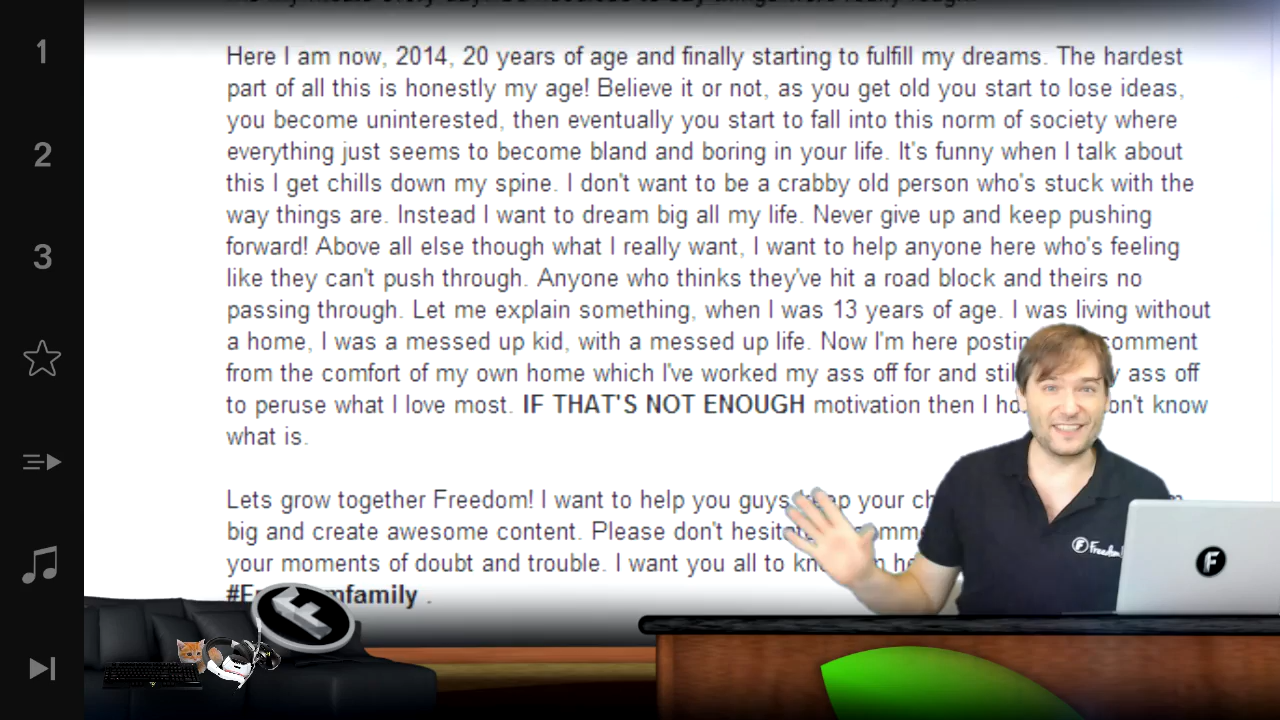 1
2
3
Here I am now, 2014, 20 years of age and finally starting to fulfill my dreams. The hardest
part of all this is honestly my age! Believe it or not, as you get old you start to lose ideas,
you become uninterested, then eventually you start to fall into this norm of society where
everything just seems to become bland and boring in your life. It's funny when I talk about
this I get chills down my spine. I don't want to be a crabby old person who's stuck with the
way things are. Instead I want to dream big all my life. Never give up and keep pushing
forward! Above all else though what I really want, I want to help anyone here who's feeling
like they can't push through. Anyone who thinks they've hit a road block and theirs no
passing through. Let me explain something, when I was 13 years of age. I was living without
a home, I was a messed up kid, with a messed up life. Now I'm here comment
from the comfort of my own home which I've worked my ass off for and ass off
to peruse what I love most. IF THAT'S NOT ENOUGH motivation then I know
what is.
Lets grow together Freedom! I want to help you guys your
big and create awesome content. Please don't
your moments of doubt and trouble. I want you all to
.
Freedom!
F
F